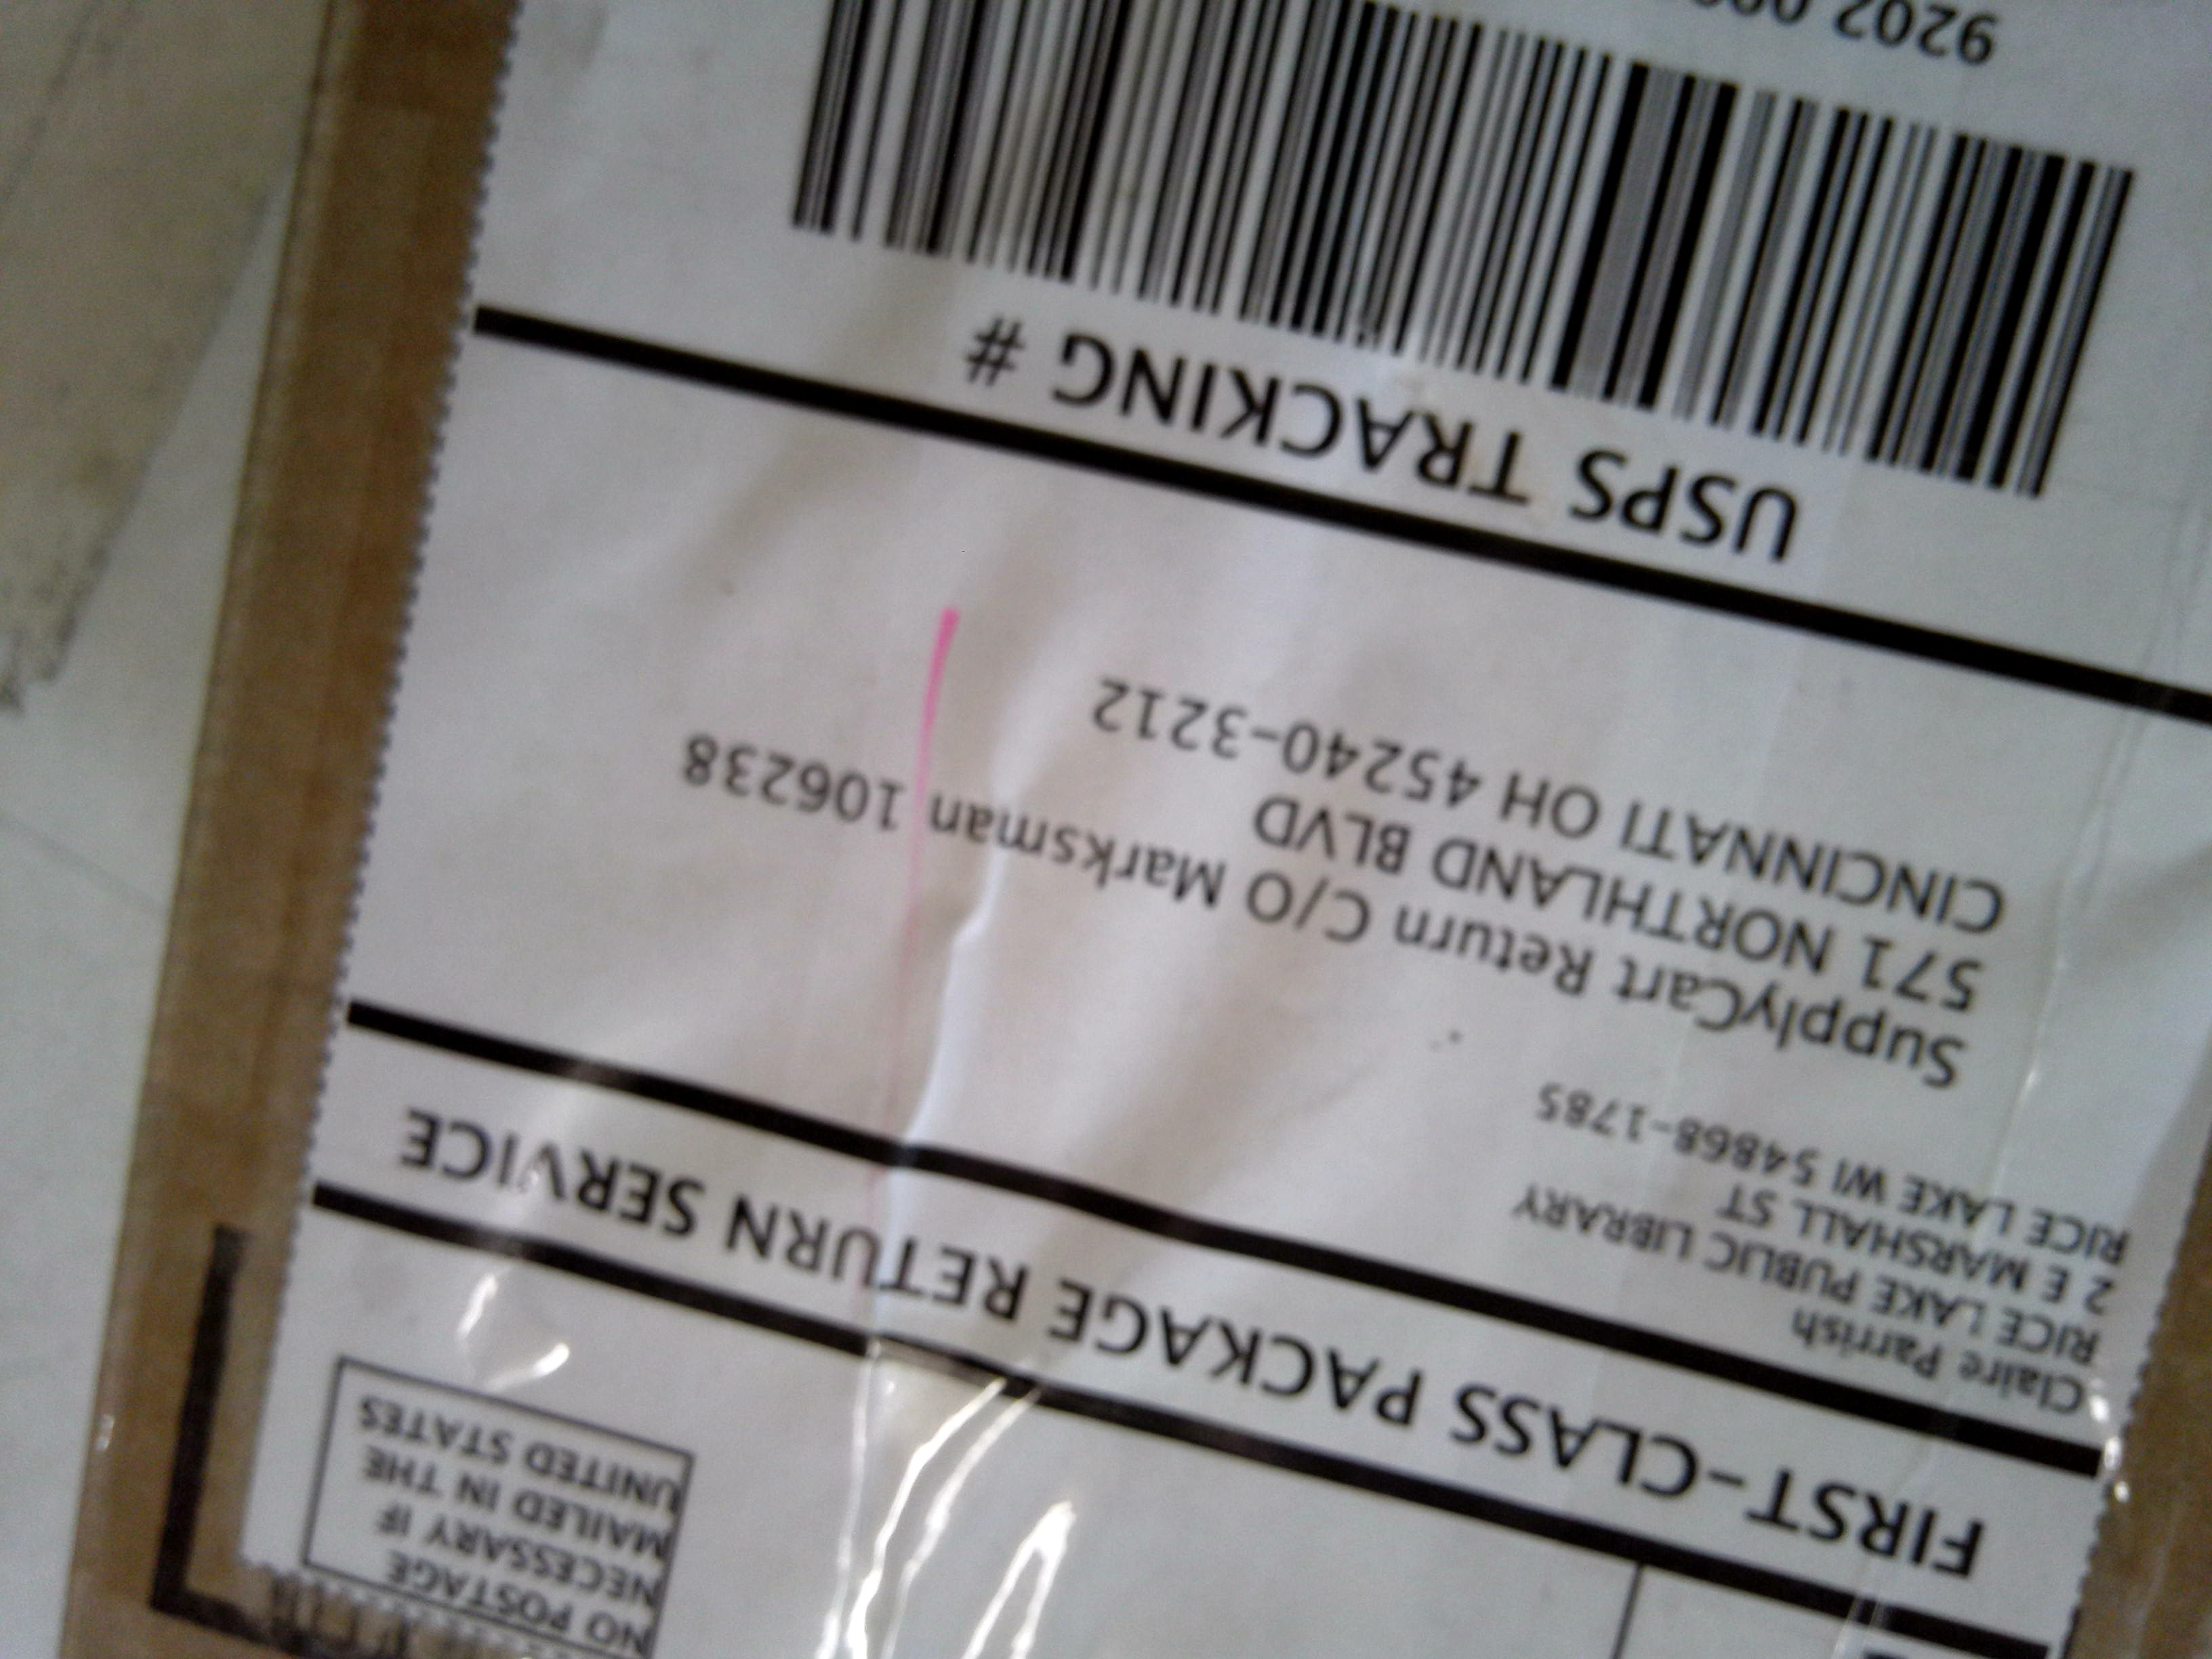 NO POSTAGE
NECESSARY IF
MAILED IN THE
UNITED STATES
FIRST-CLASS PACKAGE RETURN SERVICE
Claire Parrish
RICE LAKE PUBLIC LIBRARY
2 E MARSHALL ST
RICE LAKE WI 54868-1785
SupplyCart Return C/O Marksman 106238
571 NORTHLAND BLVD
CINCINNATI OH 45240-3212
USPS TRACKING #
9202